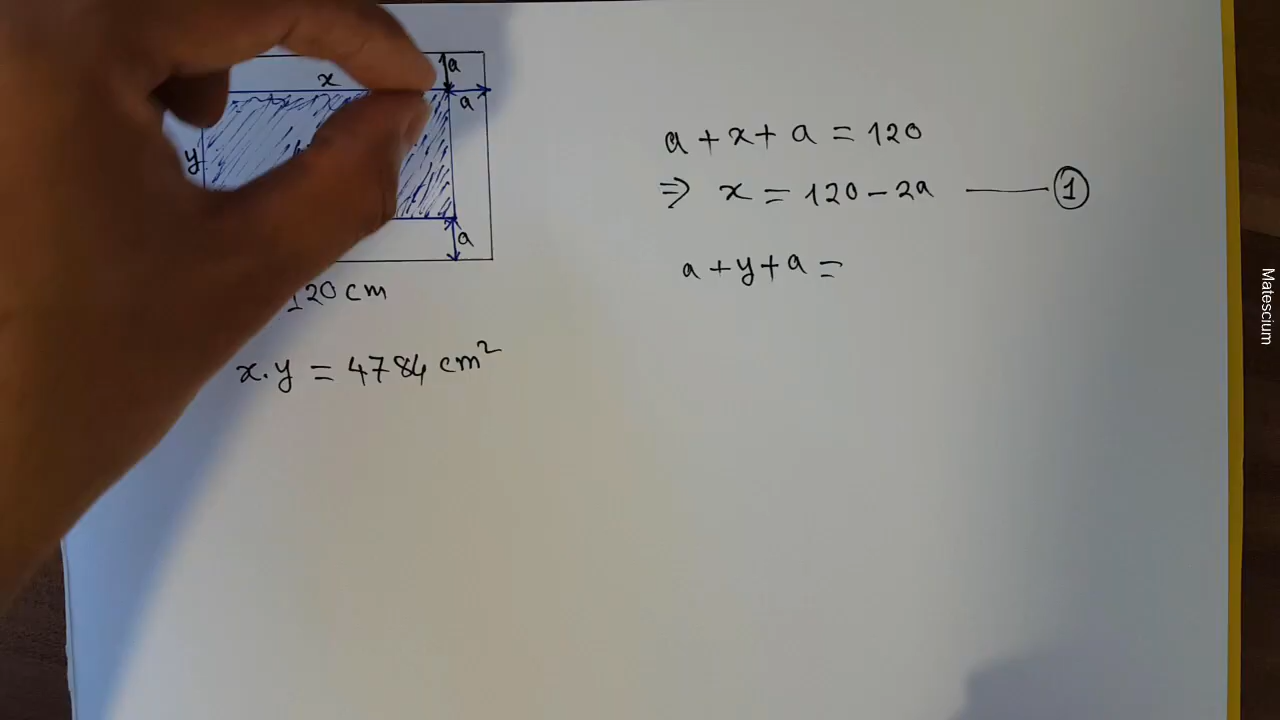 a
x
a
y
a
120 cm
x.y = 4784 cm²
a + x + a = 120
⇒ x = 120 - 2a —— ①
a + y + a =
Matescium